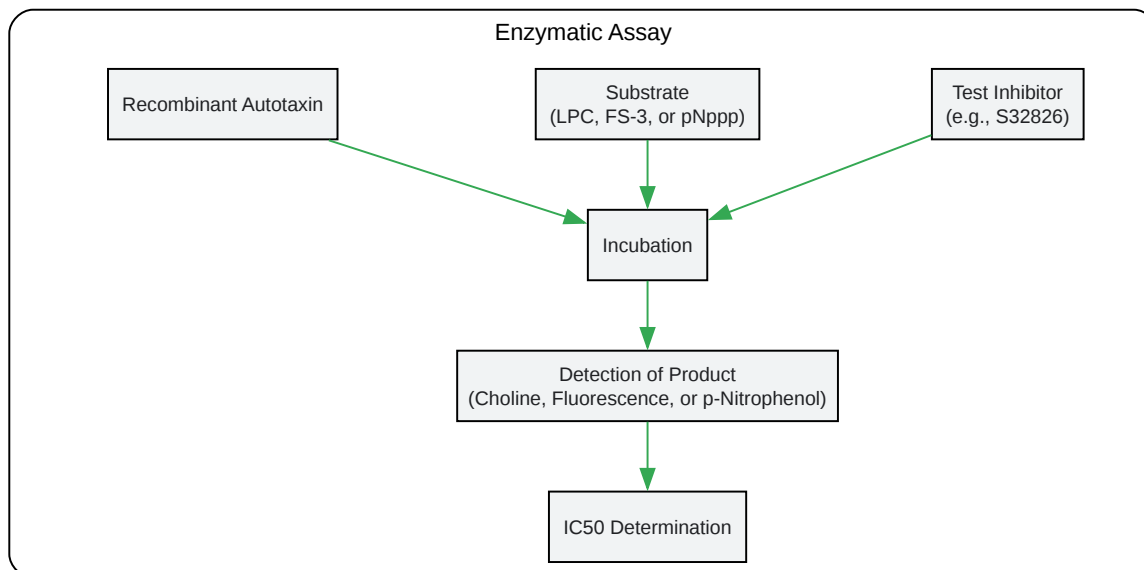 Enzymatic Assay
Recombinant Autotaxin
Substrate
(LPC, FS-3, or pNppp)
Test Inhibitor
(e.g., S32826)
Incubation
Detection of Product
(Choline, Fluorescence, or p-Nitrophenol)
IC50 Determination